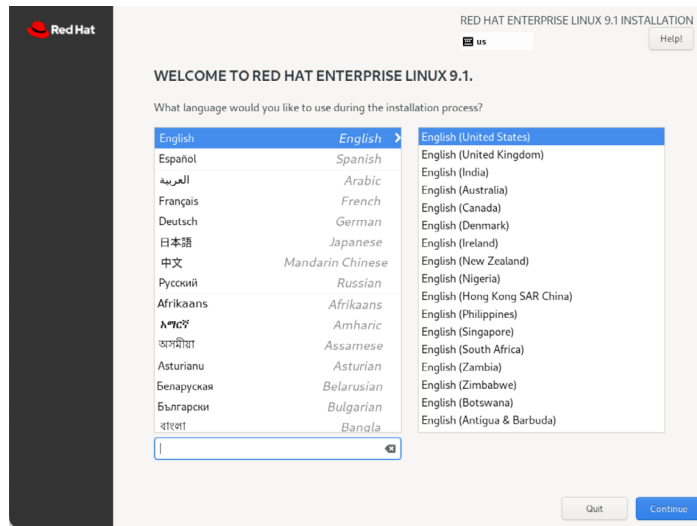 Red Hat
RED HAT ENTERPRISE LINUX 9.1 INSTALLATION
us
Help!
WELCOME TO RED HAT ENTERPRISE LINUX 9.1.
What language would you like to use during the installation process?
English English
Español Spanish
العربية Arabic
Français French
Deutsch German
日本語 Japanese
中文 Mandarin Chinese
Русский Russian
Afrikaans Afrikaans
አማርኛ Amharic
অসমীয়া Assamese
Asturianu Asturian
Беларуская Belarusian
Български Bulgarian
বাংলা Bangla
English (United States)
English (United Kingdom)
English (India)
English (Australia)
English (Canada)
English (Denmark)
English (Ireland)
English (New Zealand)
English (Nigeria)
English (Hong Kong SAR China)
English (Philippines)
English (Singapore)
English (South Africa)
English (Zambia)
English (Zimbabwe)
English (Botswana)
English (Antigua & Barbuda)
Quit
Continue